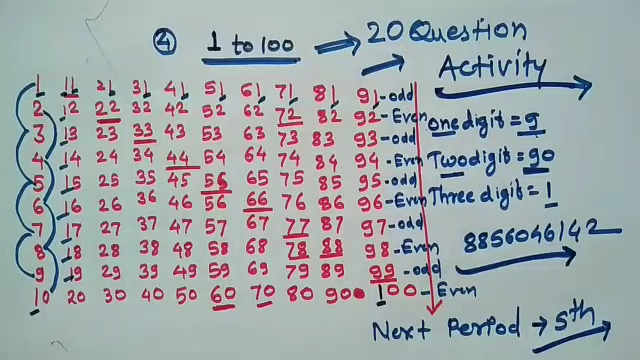 ④ 1 to 100 ⟹ 20 Question
Activity
1 11 21 31 41 51 61 71 81 91-odd
2 12 22 32 42 52 62 72 82 92-Even
3 13 23 33 43 53 63 73 83 93-odd
4 14 24 34 44 54 64 74 84 94-Even
5 15 25 35 45 55 65 75 85 95-odd
6 16 26 36 46 56 66 76 86 96-Even
7 17 27 37 47 57 67 77 87 97-odd
8 18 28 38 48 58 68 78 88 98-Even
9 19 29 39 49 59 69 79 89 99-odd
10 20 30 40 50 60 70 80 90 100-Even
one digit = 9
Two digit = 90
Three digit = 1
8856046142
Next Period → 5th